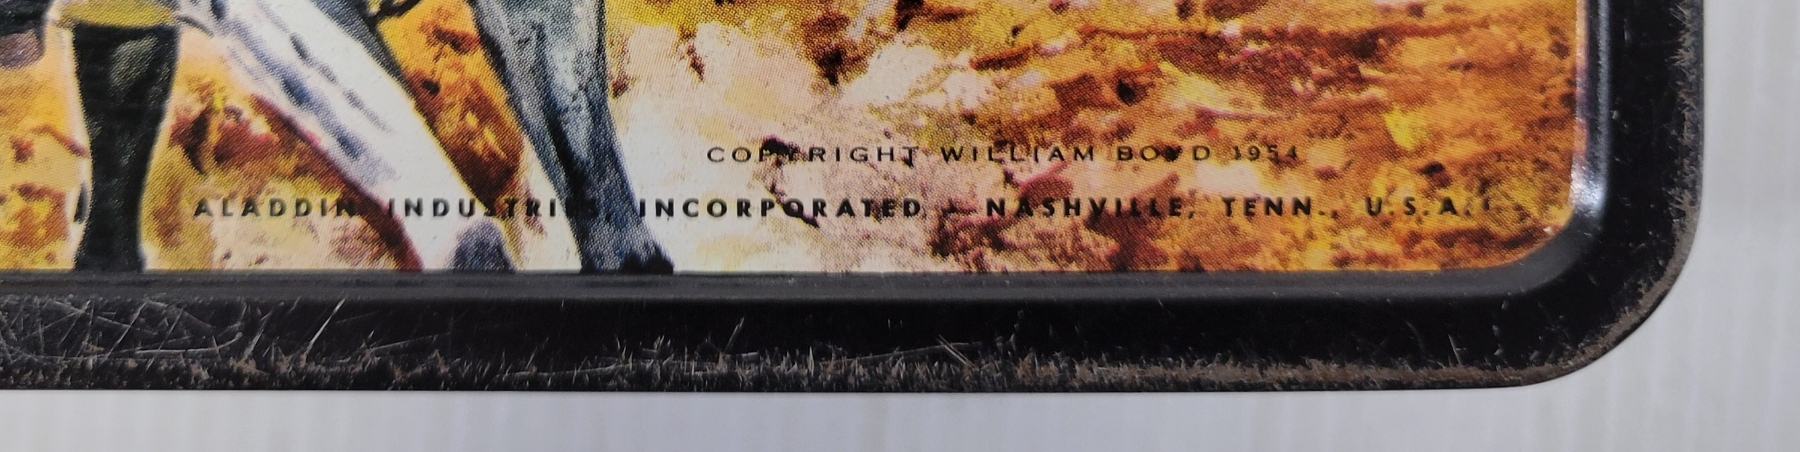 COPYRIGHT WILLIAM BOYD 1954
ALADDIN INDUSTRIES, INCORPORATED — NASHVILLE, TENN., U.S.A.